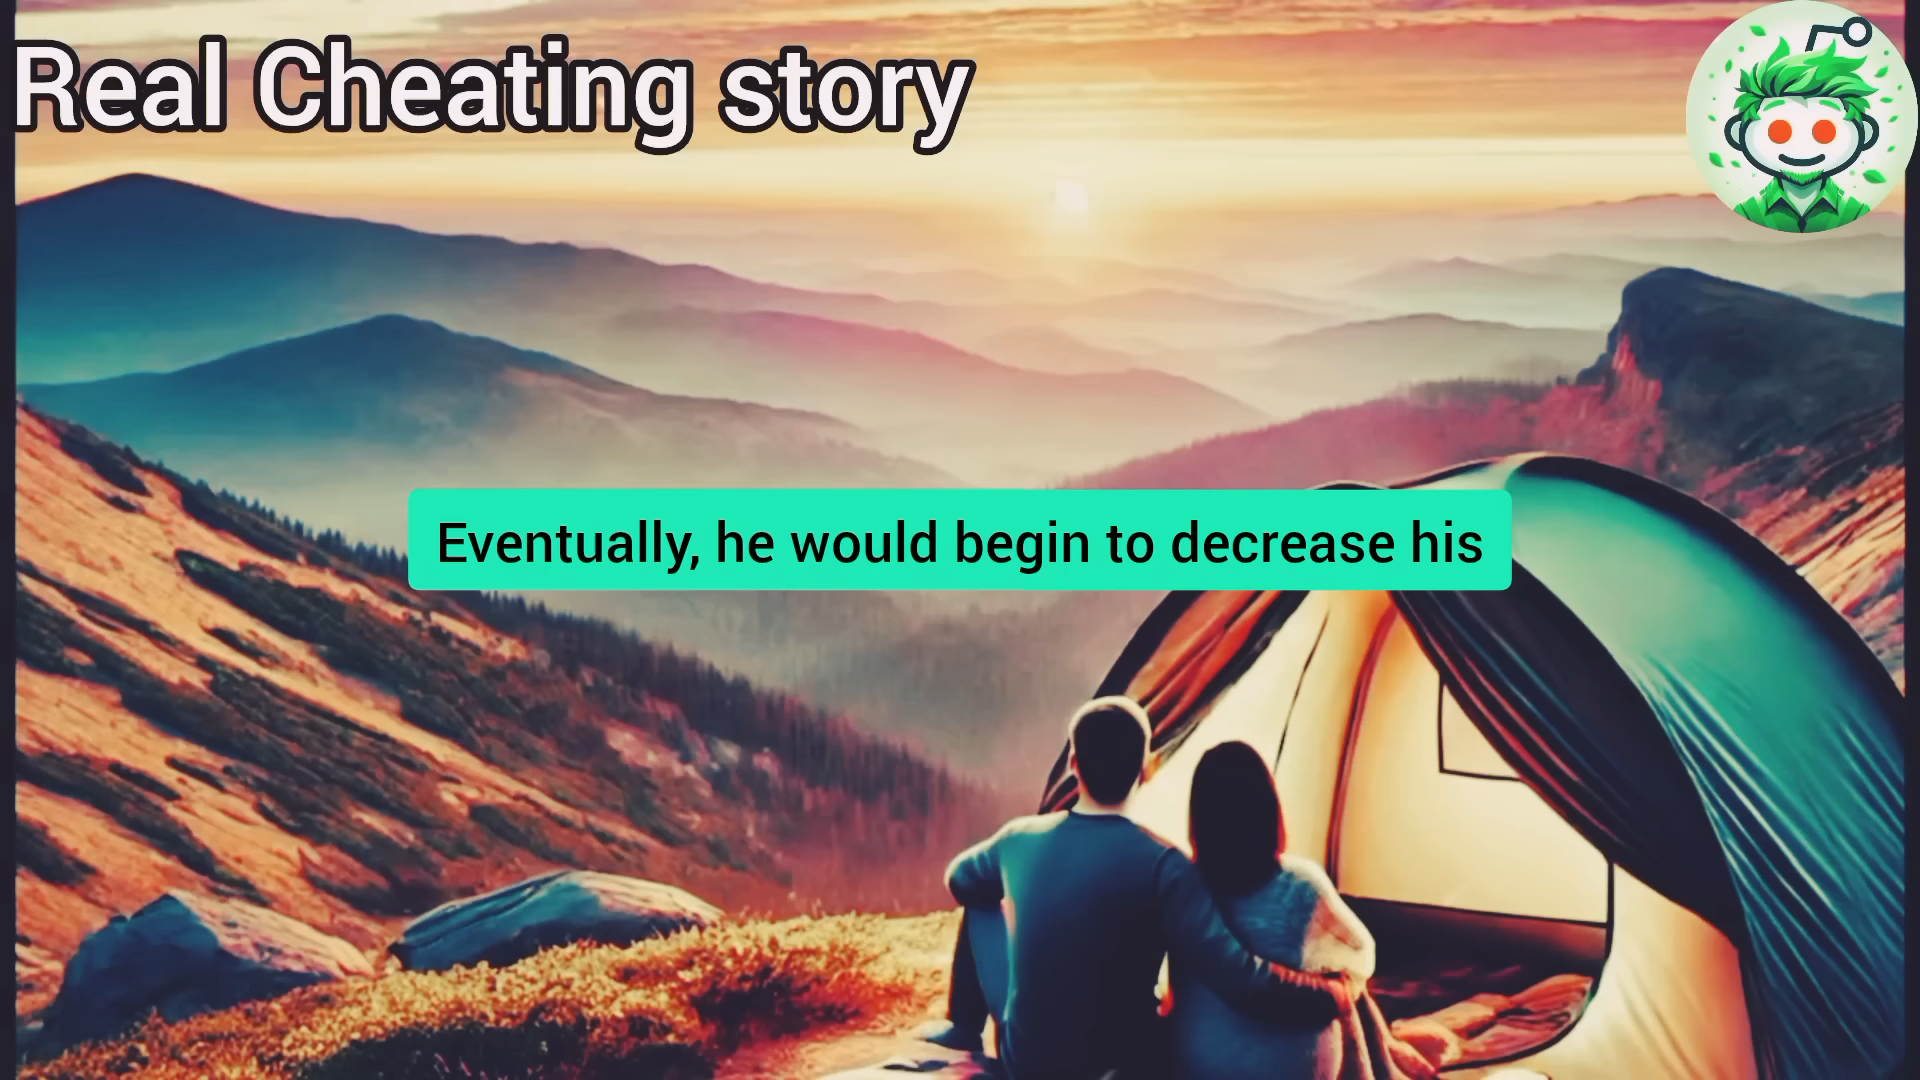 Real Cheating story
Eventually, he would begin to decrease his